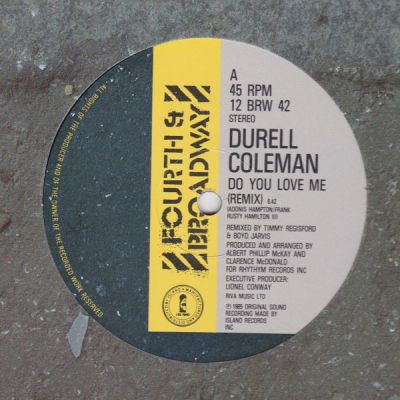 FOURTH &
BROADWAY
A
45 RPM
12 BRW 42
STEREO
DURELL
COLEMAN
DO YOU LOVE ME
(REMIX) 6.42
(ADONIS HAMPTON/FRANK
RUSTY HAMILTON III)
REMIXED BY TIMMY REGISFORD
& BOYD JARVIS
PRODUCED AND ARRANGED BY
ALBERT PHILLIP McKAY AND
CLARENCE McDONALD
FOR RHYTHYM RECORDS INC
EXECUTIVE PRODUCER:
LIONEL CONWAY
RIVA MUSIC LTD
℗ 1985 ORIGINAL SOUND
RECORDING MADE BY
ISLAND RECORDS
INC
ALL RIGHTS OF THE PRODUCER AND OF THE OWNER OF THE RECORDED WORK RESERVED